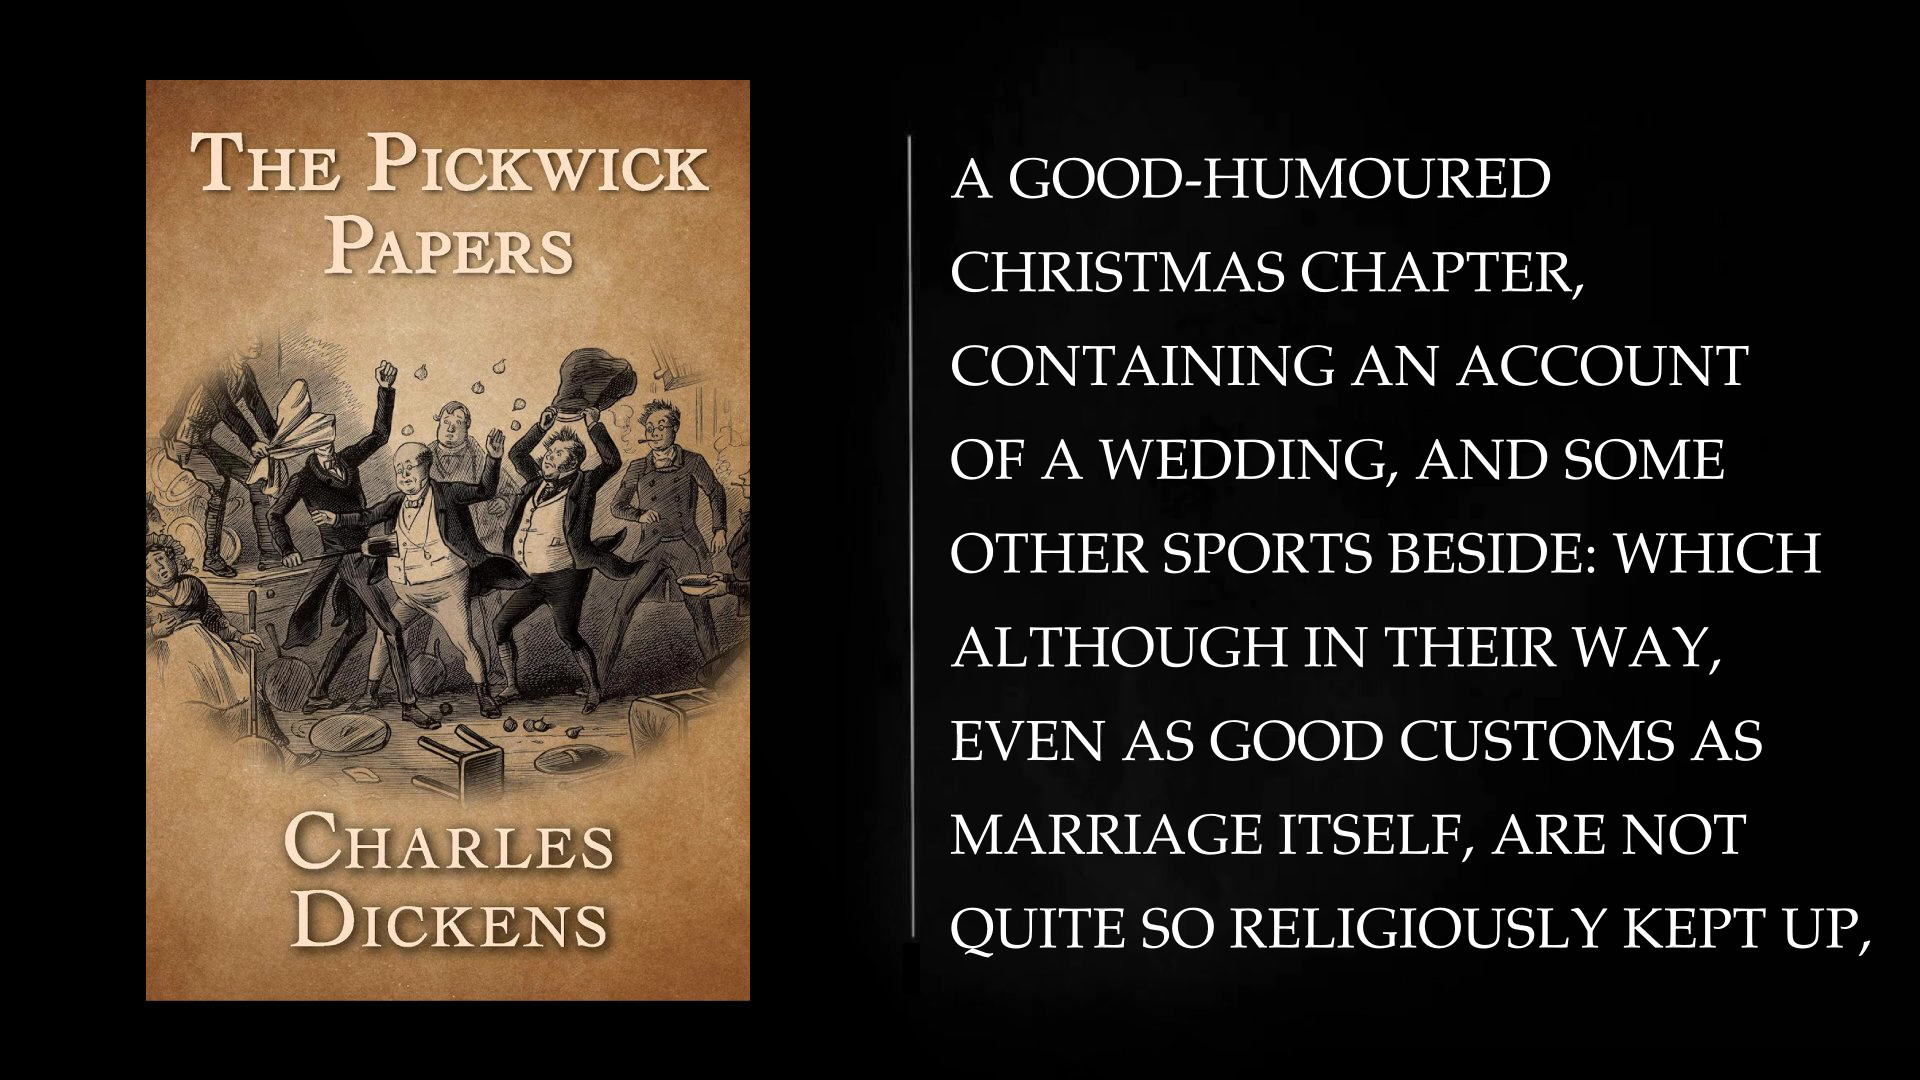 The Pickwick
Papers
Charles
Dickens
A GOOD-HUMOURED
CHRISTMAS CHAPTER,
CONTAINING AN ACCOUNT
OF A WEDDING, AND SOME
OTHER SPORTS BESIDE: WHICH
ALTHOUGH IN THEIR WAY,
EVEN AS GOOD CUSTOMS AS
MARRIAGE ITSELF, ARE NOT
QUITE SO RELIGIOUSLY KEPT UP,